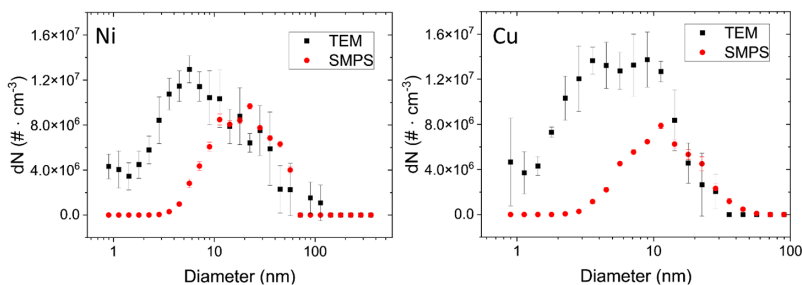 Ni
TEM
SMPS
1.6×10⁷
1.2×10⁷
8.0×10⁶
4.0×10⁶
0.0
dN (# · cm⁻³)
1 10 100
Diameter (nm)
Cu
TEM
SMPS
1.6×10⁷
1.2×10⁷
8.0×10⁶
4.0×10⁶
0.0
dN (# · cm⁻³)
1 10 100
Diameter (nm)